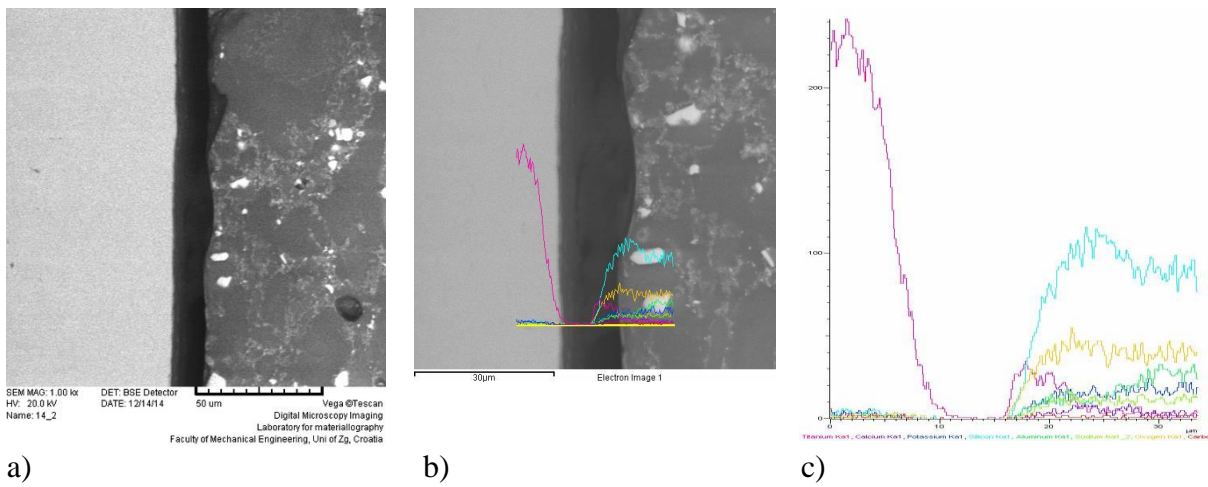 SEM MAG: 1.00 kx DET: BSE Detector
HV: 20.0 kV DATE: 12/14/14 50 um Vega ©Tescan
Name: 14_2 Digital Microscopy Imaging
Laboratory for materiallography
Faculty of Mechanical Engineering, Uni of Zg, Croatia
30µm Electron Image 1
200
100
0
10 20 30 µm
Titanium Ka1, Calcium Ka1, Potassium Ka1, Silicon Ka1, Aluminum Ka1, Sodium Ka1_2, Oxygen Ka1, Carbo
a) b) c)